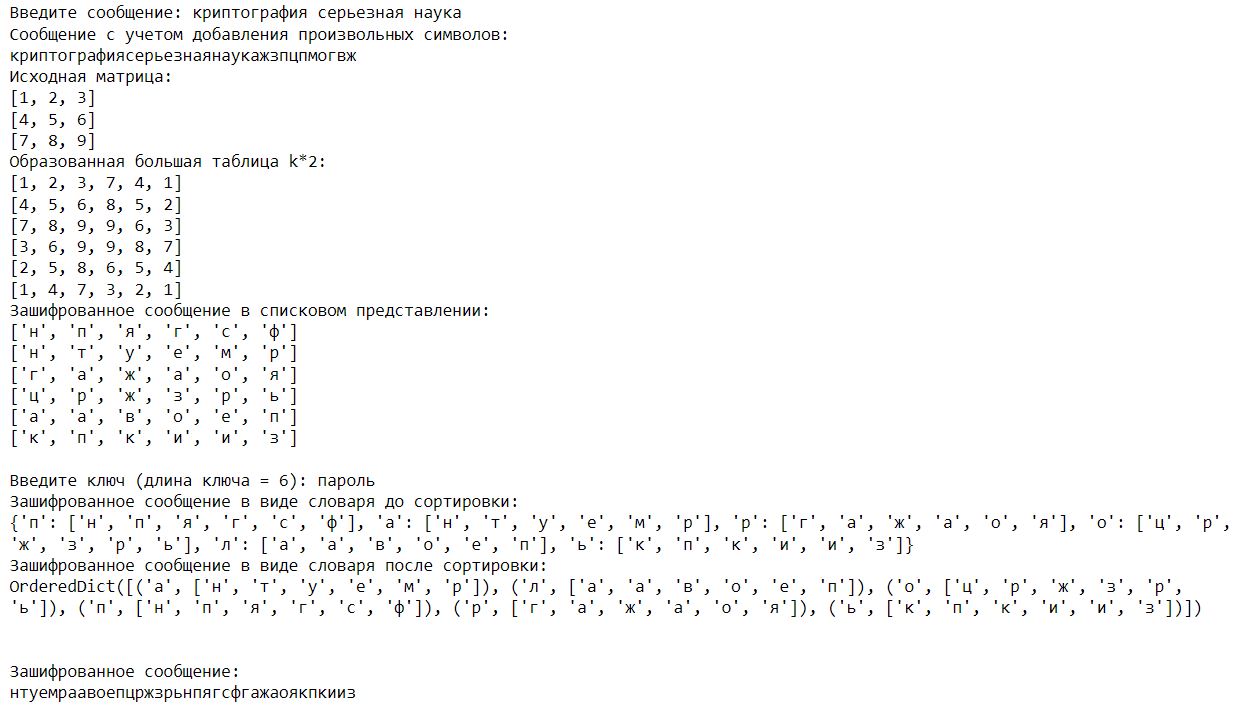 Введите сообщение: криптография серьезная наука
Сообщение с учетом добавления произвольных символов:
криптографиясерьезнаянаукажзпцпмогвж
Исходная матрица:
[1, 2, 3]
[4, 5, 6]
[7, 8, 9]
Образованная большая таблица k*2:
[1, 2, 3, 7, 4, 1]
[4, 5, 6, 8, 5, 2]
[7, 8, 9, 9, 6, 3]
[3, 6, 9, 9, 8, 7]
[2, 5, 8, 6, 5, 4]
[1, 4, 7, 3, 2, 1]
Зашифрованное сообщение в списковом представлении:
['н', 'п', 'я', 'г', 'с', 'ф']
['н', 'т', 'у', 'е', 'м', 'р']
['г', 'а', 'ж', 'а', 'о', 'я']
['ц', 'р', 'ж', 'з', 'р', 'ь']
['а', 'а', 'в', 'о', 'е', 'п']
['к', 'п', 'к', 'и', 'и', 'з']
Введите ключ (длина ключа = 6): пароль
Зашифрованное сообщение в виде словаря до сортировки:
{'п': ['н', 'п', 'я', 'г', 'с', 'ф'], 'а': ['н', 'т', 'у', 'е', 'м', 'р'], 'р': ['г', 'а', 'ж', 'а', 'о', 'я'], 'о': ['ц', 'р',
'ж', 'з', 'р', 'ь'], 'л': ['а', 'а', 'в', 'о', 'е', 'п'], 'ь': ['к', 'п', 'к', 'и', 'и', 'з']}
Зашифрованное сообщение в виде словаря после сортировки:
OrderedDict([('а', ['н', 'т', 'у', 'е', 'м', 'р']), ('л', ['а', 'а', 'в', 'о', 'е', 'п']), ('о', ['ц', 'р', 'ж', 'з', 'р',
'ь']), ('п', ['н', 'п', 'я', 'г', 'с', 'ф']), ('р', ['г', 'а', 'ж', 'а', 'о', 'я']), ('ь', ['к', 'п', 'к', 'и', 'и', 'з'])])
Зашифрованное сообщение:
нтуемраавоепцржзрьнпягсфгажаоякпкииз